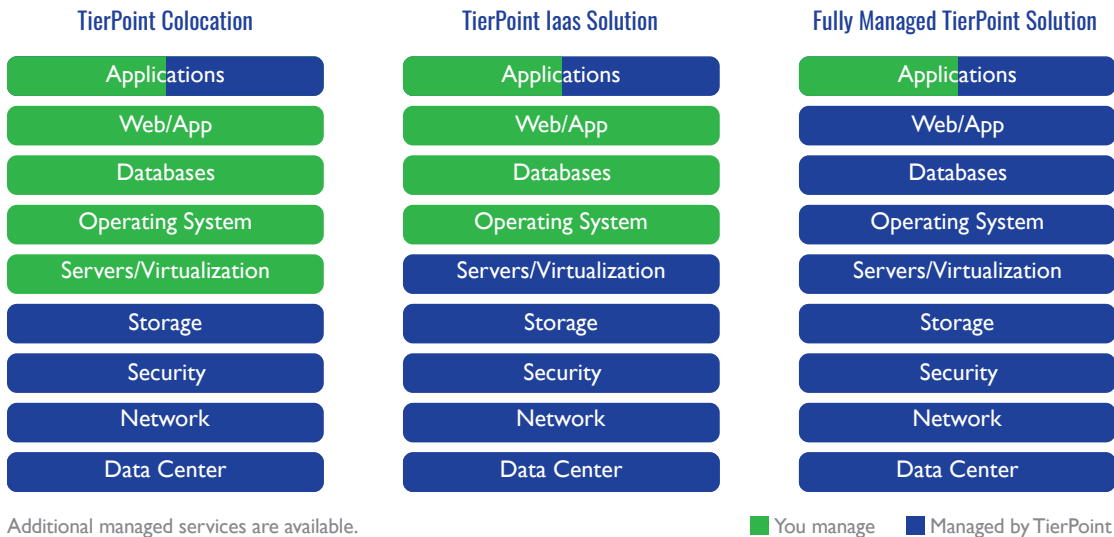 TierPoint Colocation
Applications
Web/App
Databases
Operating System
Servers/Virtualization
Storage
Security
Network
Data Center
TierPoint Iaas Solution
Applications
Web/App
Databases
Operating System
Servers/Virtualization
Storage
Security
Network
Data Center
Fully Managed TierPoint Solution
Applications
Web/App
Databases
Operating System
Servers/Virtualization
Storage
Security
Network
Data Center
Additional managed services are available.
You manage
Managed by TierPoint